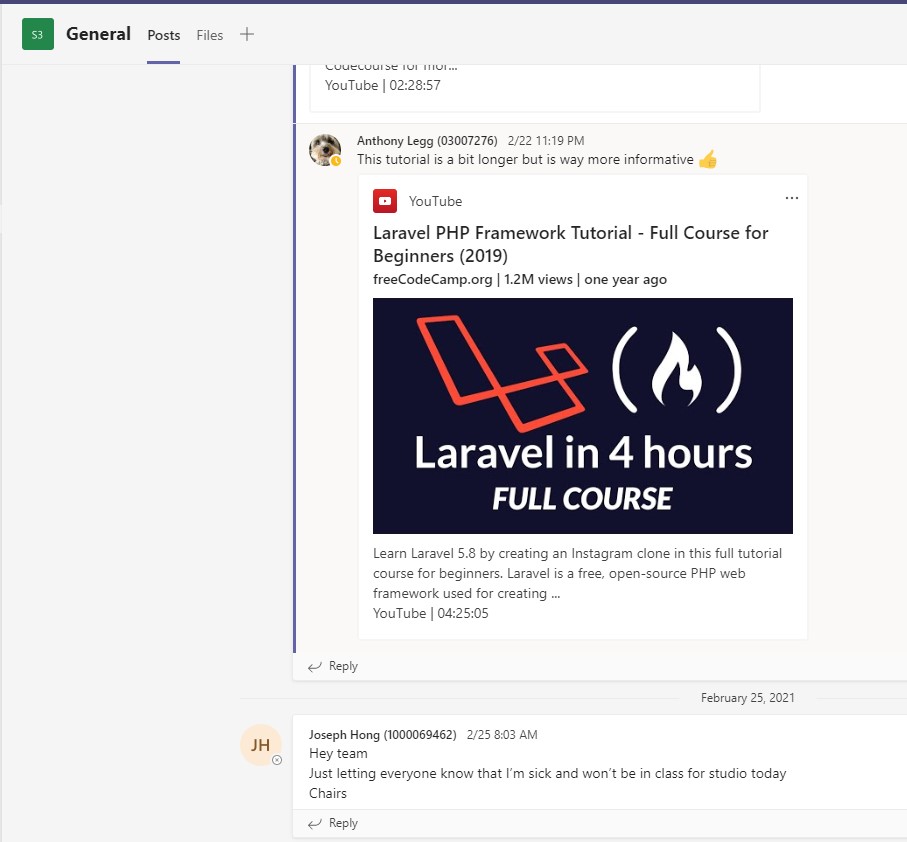 S3 General Posts Files
Codecourse for mor...
YouTube | 02:28:57
Anthony Legg (03007276) 2/22 11:19 PM
This tutorial is a bit longer but is way more informative 👍
YouTube
Laravel PHP Framework Tutorial - Full Course for
Beginners (2019)
freeCodeCamp.org | 1.2M views | one year ago
Laravel in 4 hours
FULL COURSE
Learn Laravel 5.8 by creating an Instagram clone in this full tutorial
course for beginners. Laravel is a free, open-source PHP web
framework used for creating ...
YouTube | 04:25:05
Reply
February 25, 2021
JH
Joseph Hong (1000069462) 2/25 8:03 AM
Hey team
Just letting everyone know that I’m sick and won’t be in class for studio today
Chairs
Reply